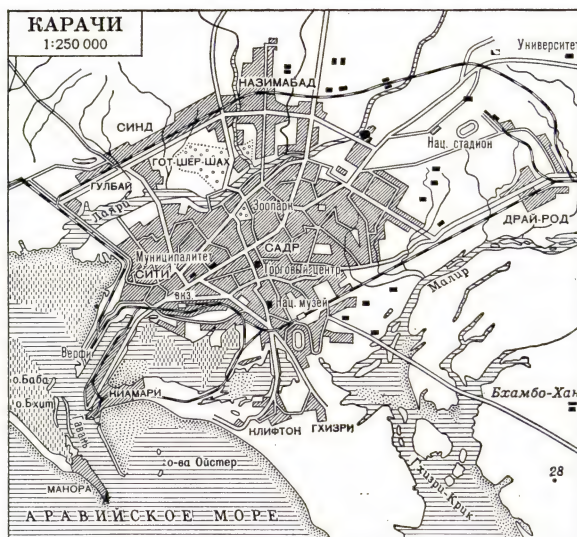 КАРАЧИ
1:250 000
Университет
НАЗИМАБАД
СИНД
Нац. стадион
ГОТ-ШЕР-ШАХ
ГУЛБАЙ
Лаяри
Зоопарк
ДРАЙ-РОД
Муниципалитет
САДР
СИТИ
Торговый центр
Малир
вкз.
Нац. музей
Верфи
о.Баба
о.Бхит
НИАМАРИ
Бхамбо-Хан
Гавань
КЛИФТОН
ГХИЗРИ
о-ва Ойстер
28
МАНОРА
Гхизри-Крик
АРАВИЙСКОЕ МОРЕ